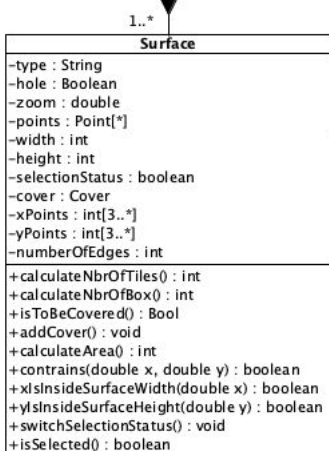 1..*
Surface
-type : String
-hole : Boolean
-zoom : double
-points : Point[*]
-width : int
-height : int
-selectionStatus : boolean
-cover : Cover
-xPoints : int[3..*]
-yPoints : int[3..*]
-numberOfEdges : int
+calculateNbrOfTiles() : int
+calculateNbrOfBox() : int
+isToBeCovered() : Bool
+addCover() : void
+calculateArea() : int
+contrains(double x, double y) : boolean
+xIsInsideSurfaceWidth(double x) : boolean
+yIsInsideSurfaceHeight(double y) : boolean
+switchSelectionStatus() : void
+isSelected() : boolean